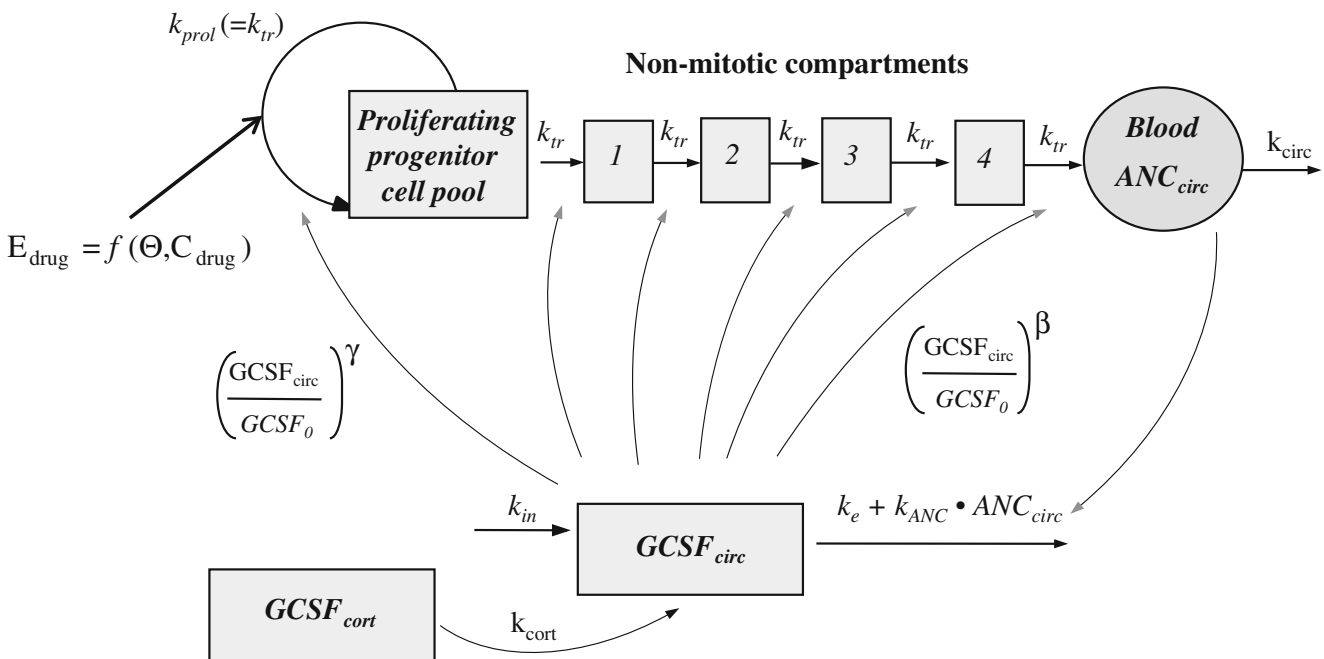 k_prol (=k_tr)
Non-mitotic compartments
Proliferating
progenitor
cell pool
k_tr
1
k_tr
2
k_tr
3
k_tr
4
k_tr
Blood
ANC_circ
k_circ
E_drug = f (Θ,C_drug)
(GCSF_circ / GCSF_0)^γ
(GCSF_circ / GCSF_0)^β
k_in
GCSF_circ
k_e + k_ANC • ANC_circ
GCSF_cort
k_cort